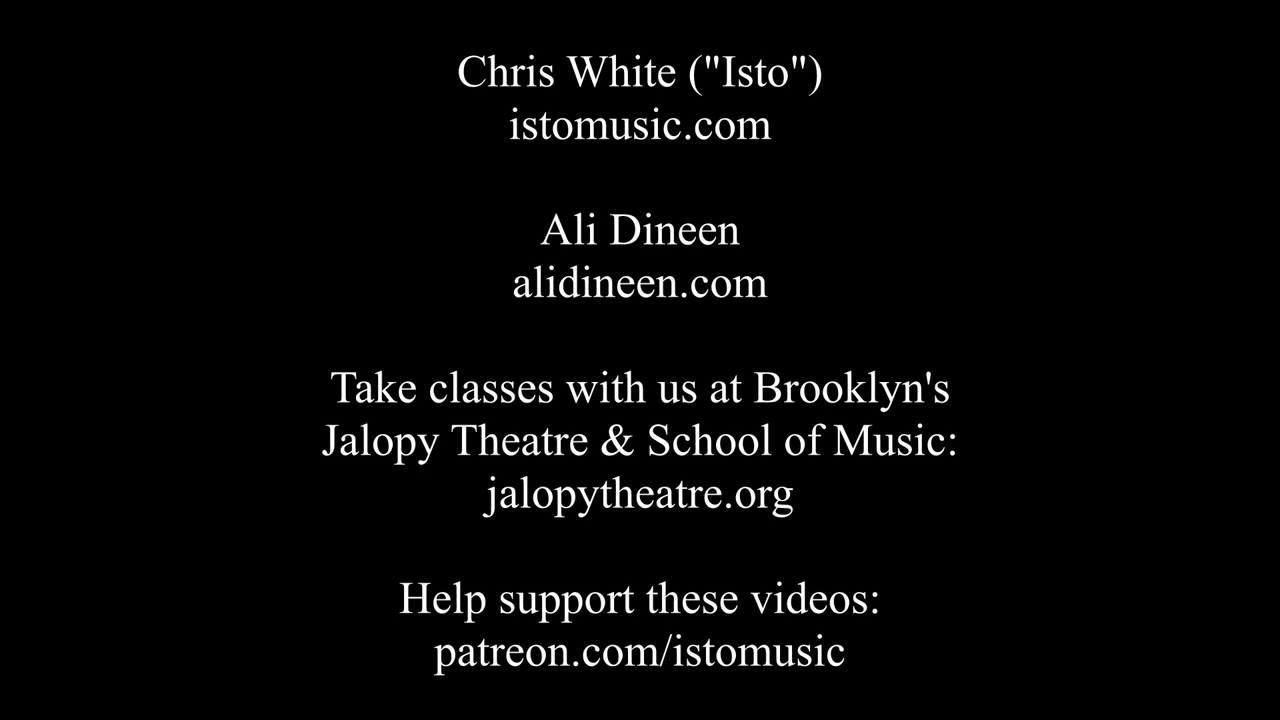 Chris White ("Isto")
istomusic.com
Ali Dineen
alidineen.com
Take classes with us at Brooklyn's
Jalopy Theatre & School of Music:
jalopytheatre.org
Help support these videos:
patreon.com/istomusic